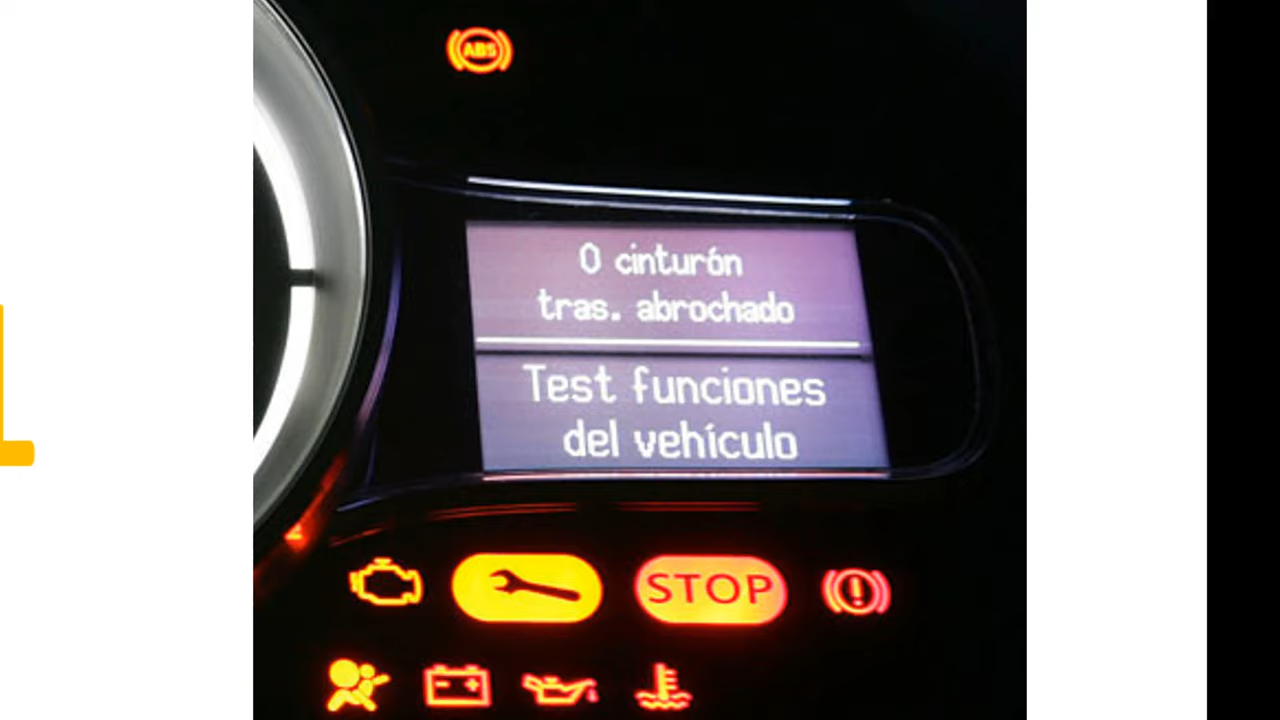 ABS
0 cinturón
tras. abrochado
Test funciones
del vehículo
STOP